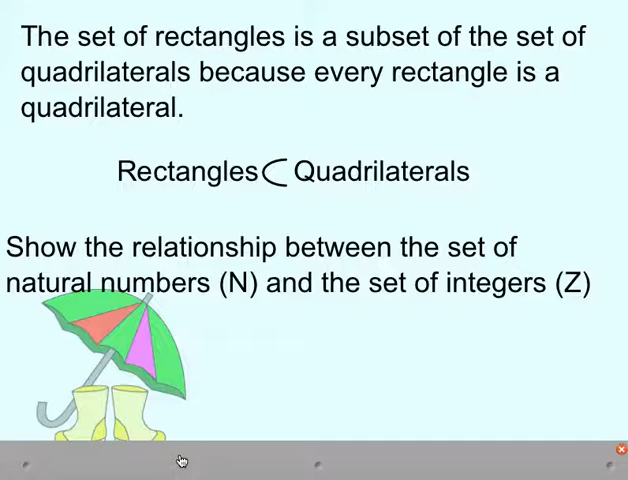 The set of rectangles is a subset of the set of
quadrilaterals because every rectangle is a
quadrilateral.
Rectangles ⊂ Quadrilaterals
Show the relationship between the set of
natural numbers (N) and the set of integers (Z)